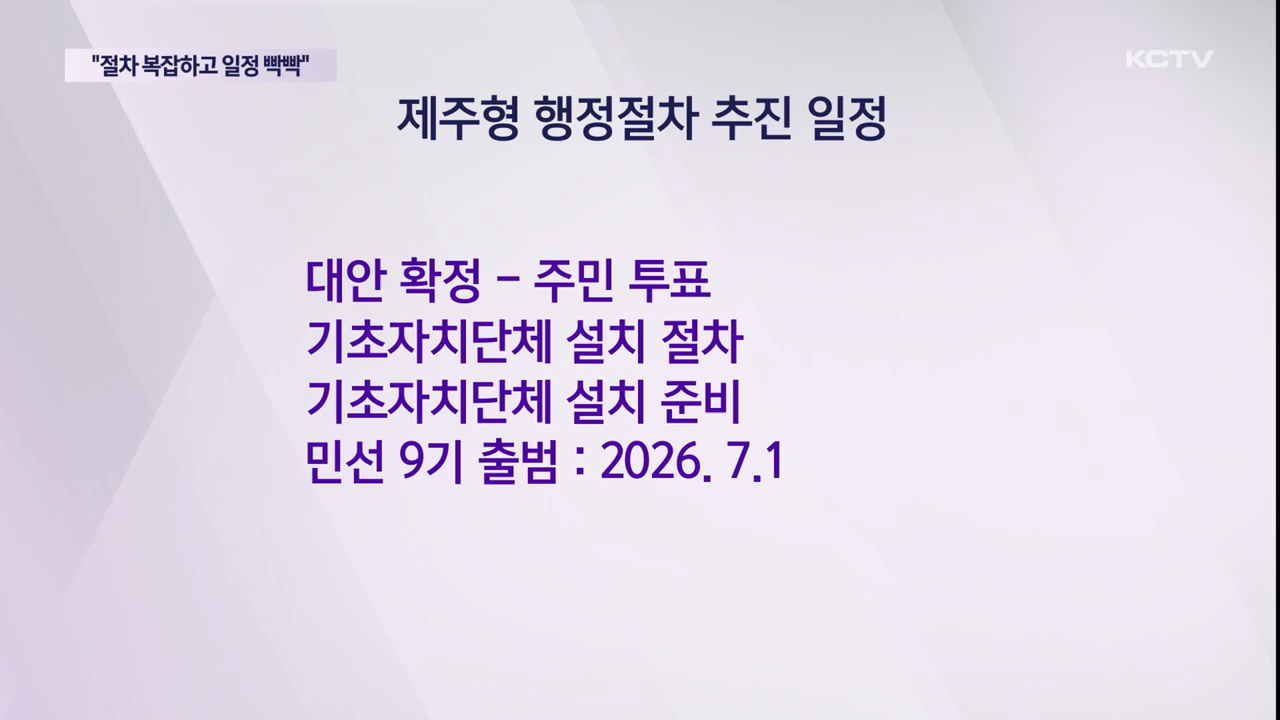 "절차 복잡하고 일정 빡빡"
KCTV
제주형 행정절차 추진 일정
대안 확정 - 주민 투표
기초자치단체 설치 절차
기초자치단체 설치 준비
민선 9기 출범 : 2026. 7.1